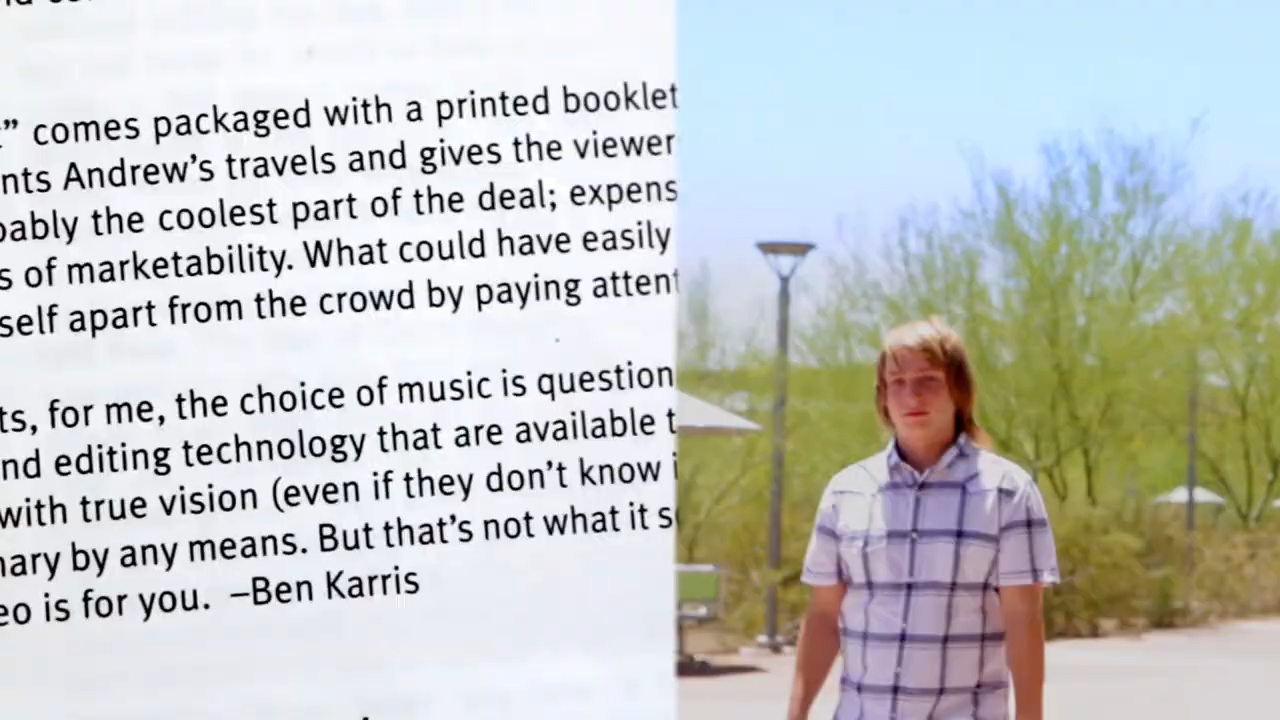 ” comes packaged with a printed booklet
nts Andrew’s travels and gives the viewer
bably the coolest part of the deal; expens
s of marketability. What could have easily
self apart from the crowd by paying attent
ts, for me, the choice of music is question
nd editing technology that are available t
with true vision (even if they don’t know i
nary by any means. But that’s not what it s
eo is for you. –Ben Karris